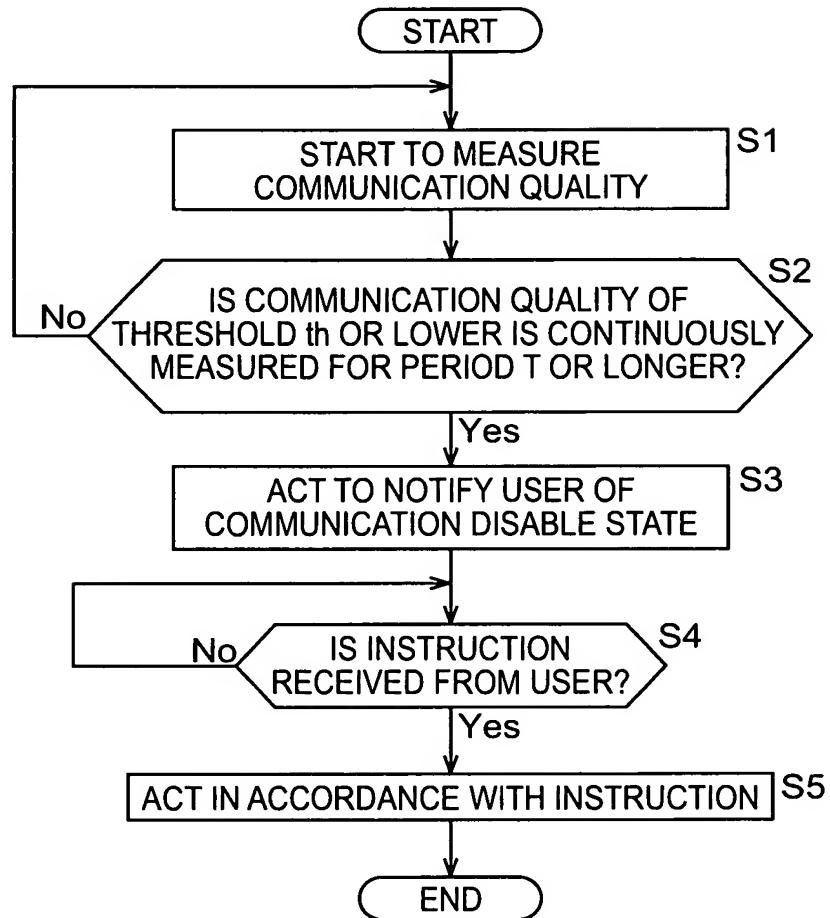 START
START TO MEASURE
COMMUNICATION QUALITY
S1
IS COMMUNICATION QUALITY OF
THRESHOLD th OR LOWER IS CONTINUOUSLY
MEASURED FOR PERIOD T OR LONGER?
S2
No
Yes
ACT TO NOTIFY USER OF
COMMUNICATION DISABLE STATE
S3
IS INSTRUCTION
RECEIVED FROM USER?
S4
No
Yes
ACT IN ACCORDANCE WITH INSTRUCTION
S5
END